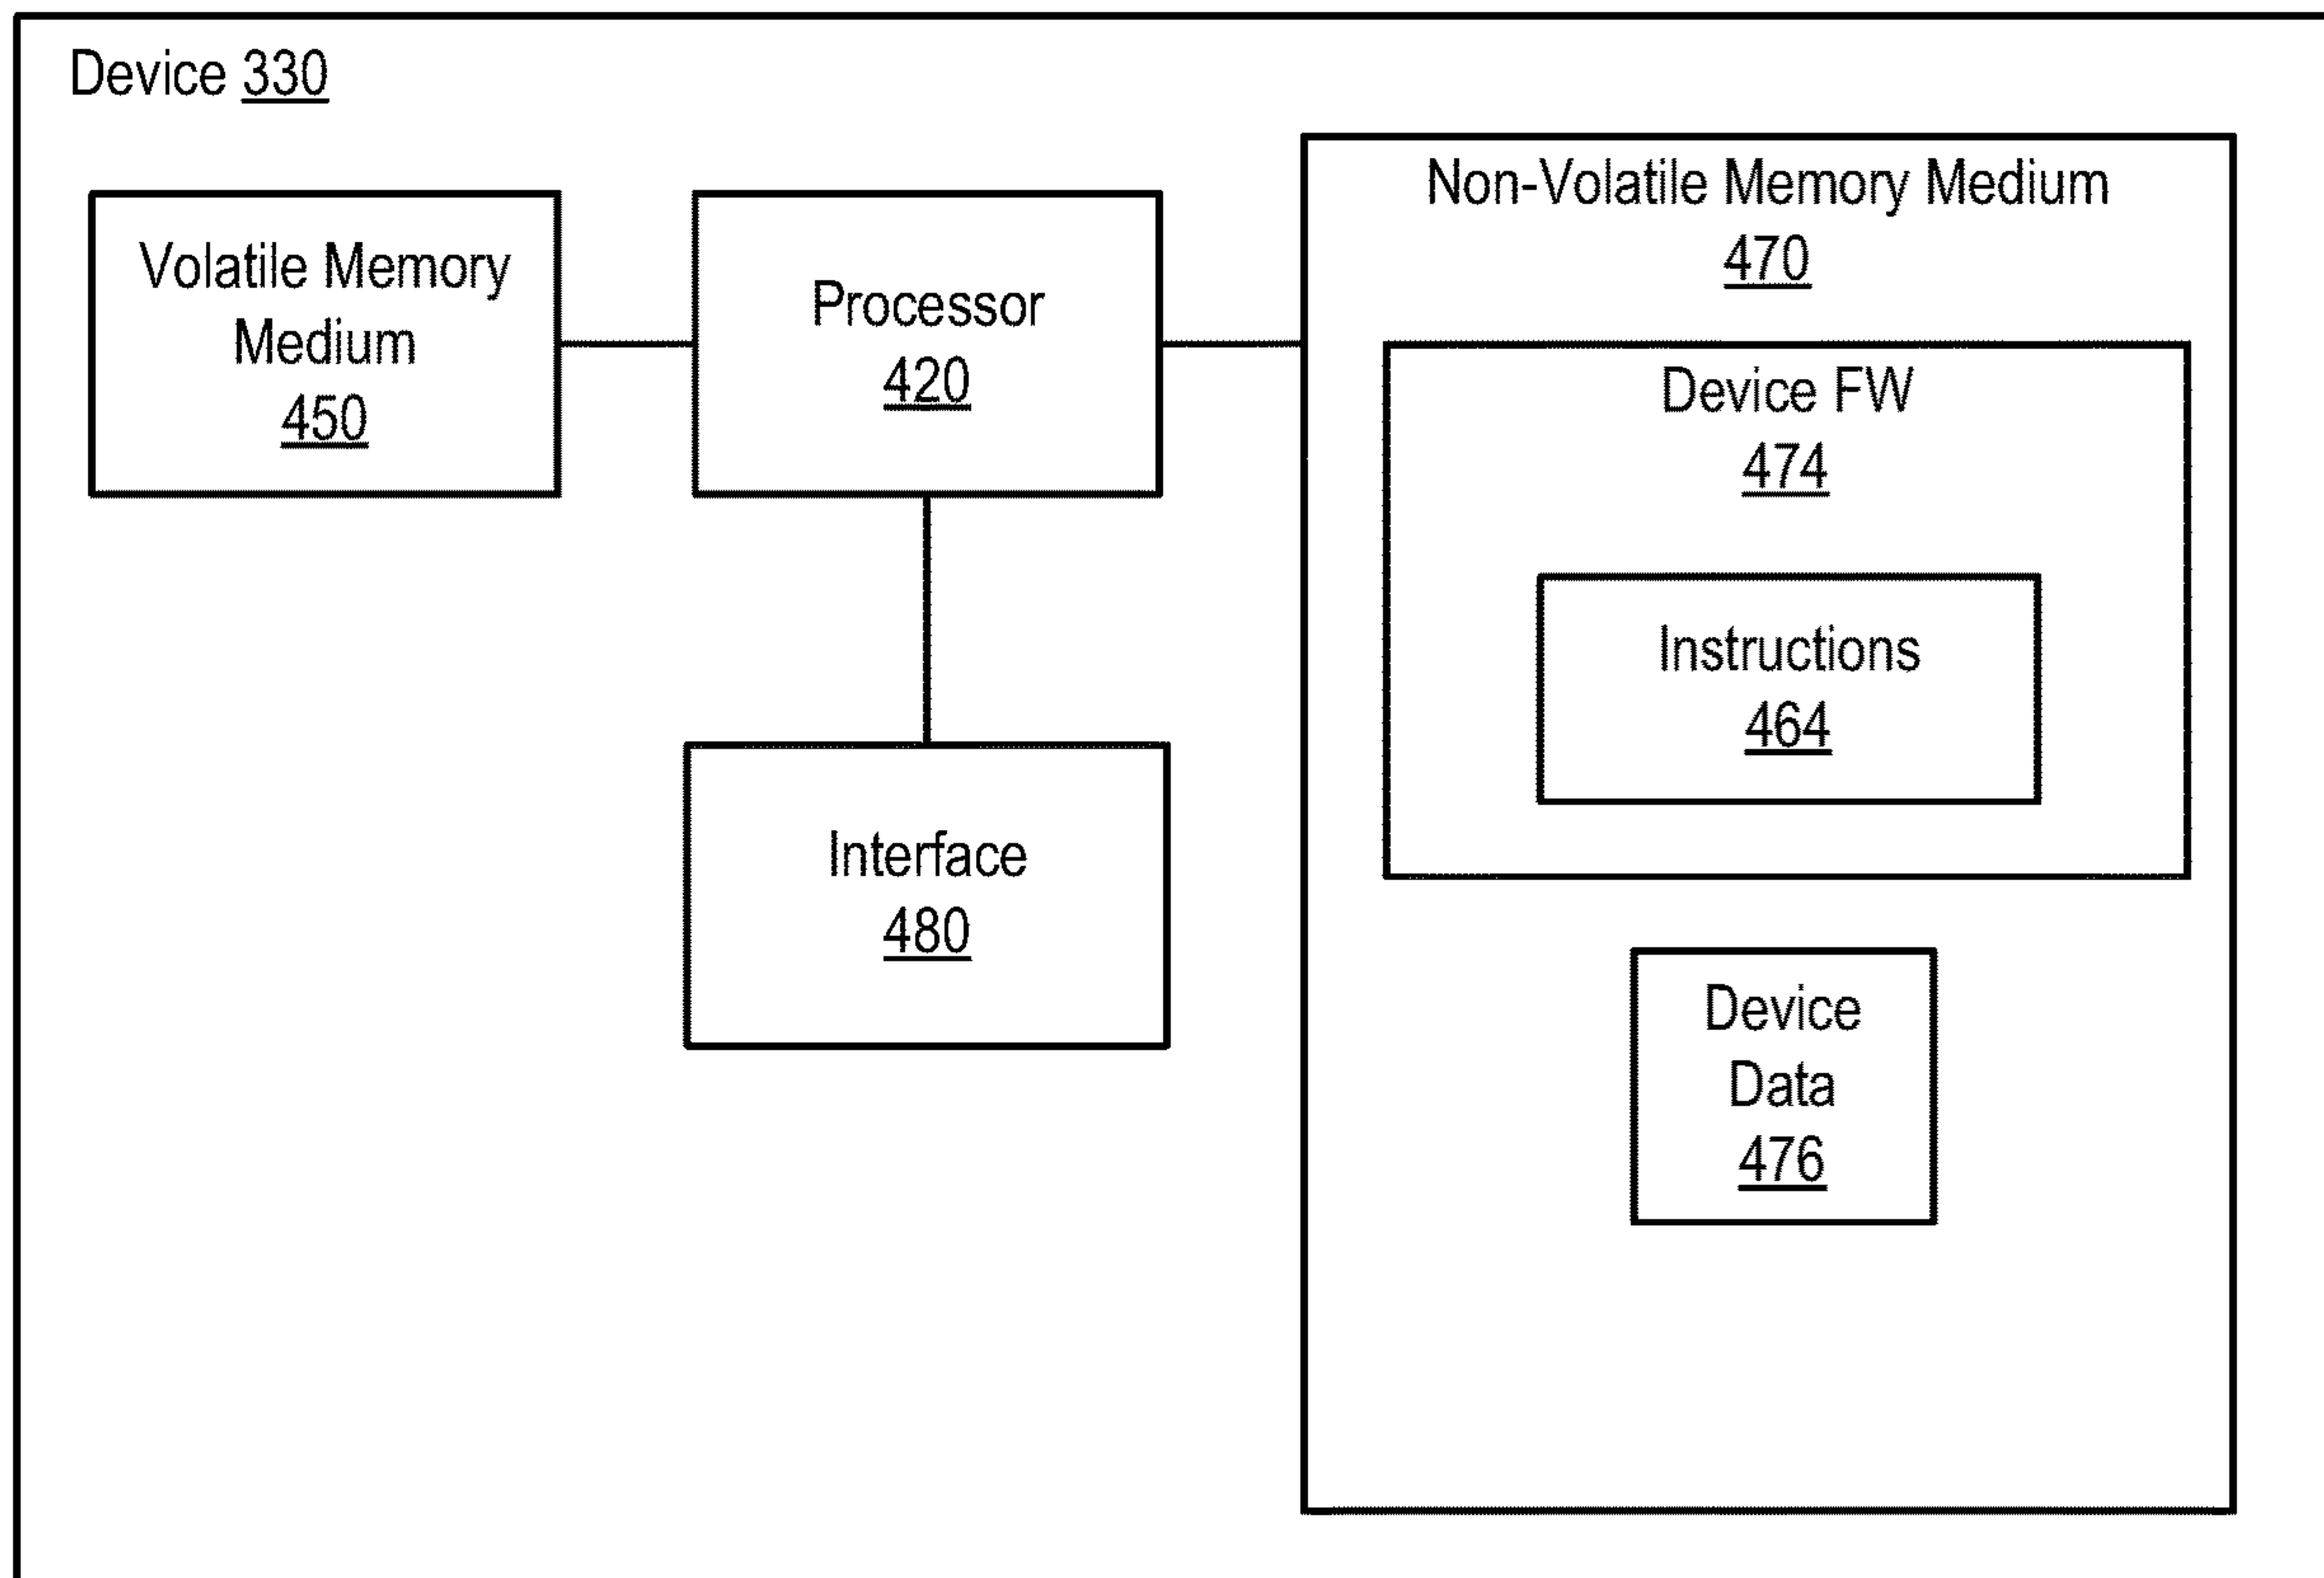 Device 330
Volatile Memory
Medium
450
Processor
420
Non-Volatile Memory Medium
470
Device FW
474
Instructions
464
Interface
480
Device
Data
476